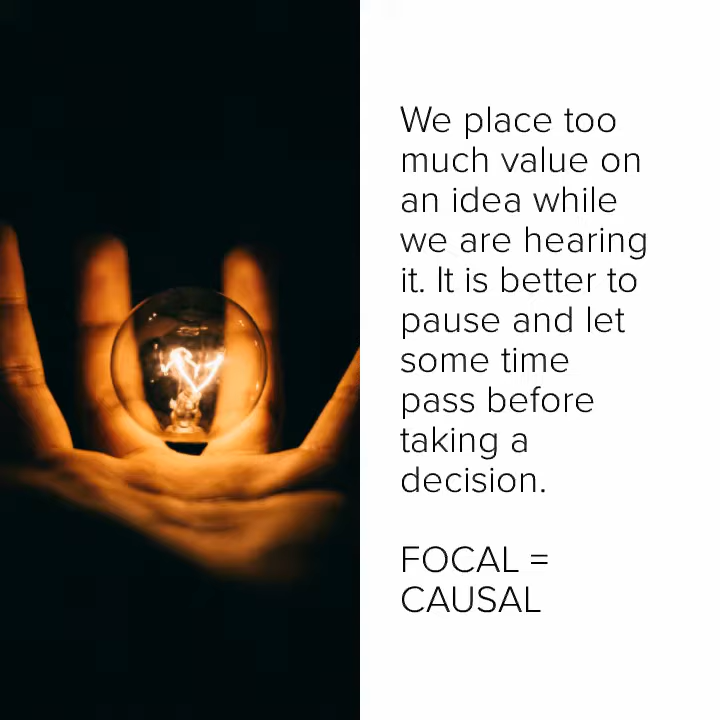 We place too
much value on
an idea while
we are hearing
it. It is better to
pause and let
some time
pass before
taking a
decision.
FOCAL =
CAUSAL